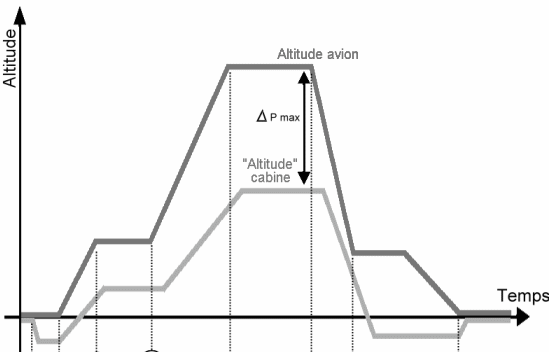 Altitude
Altitude avion
Δ P max
"Altitude"
cabine
Temps